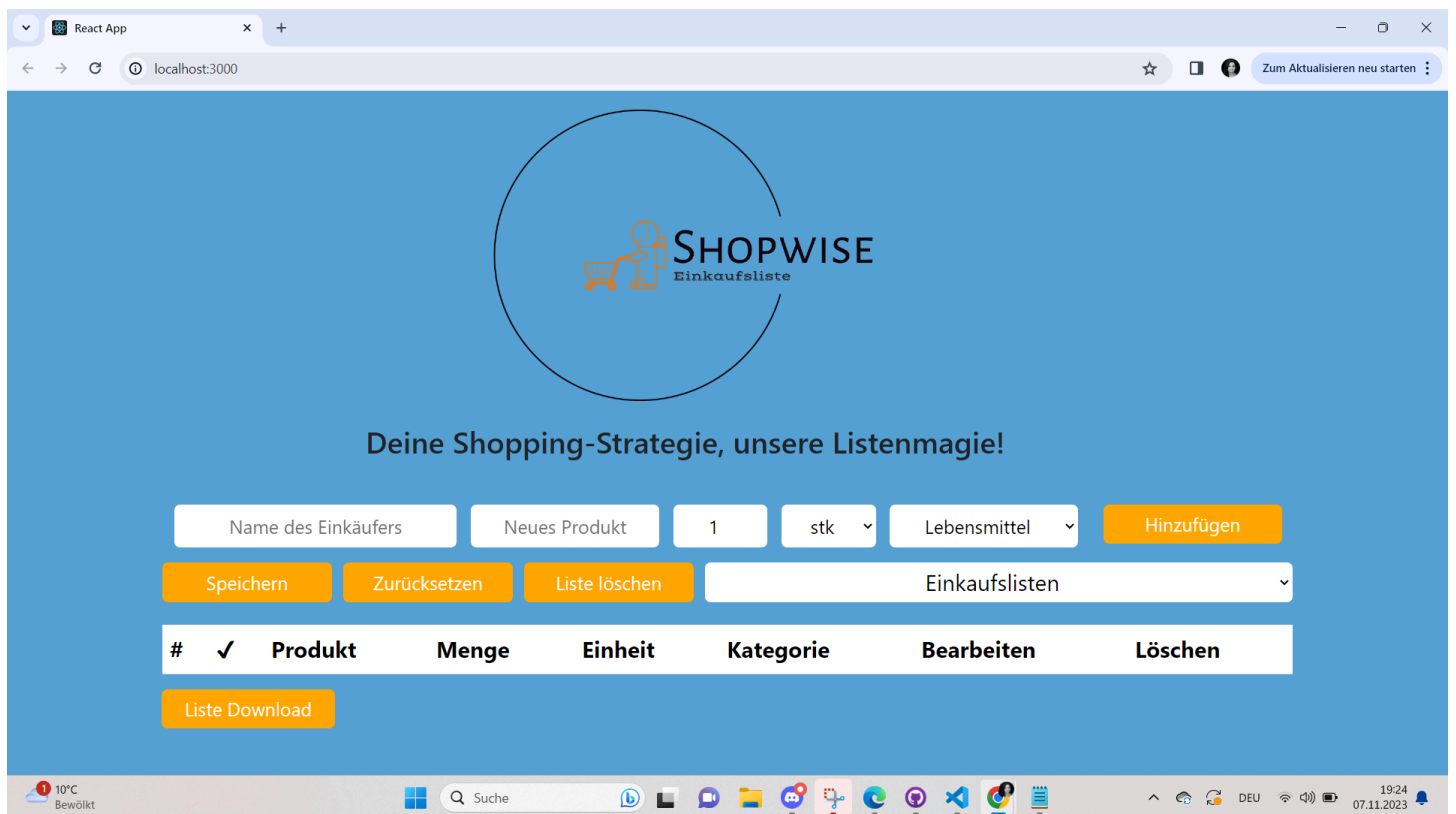 React App
localhost:3000
Zum Aktualisieren neu starten
SHOPWISE
Einkaufsliste
Deine Shopping-Strategie, unsere Listenmagie!
Name des Einkäufers Neues Produkt 1 stk Lebensmittel Hinzufügen
Speichern Zurücksetzen Liste löschen Einkaufslisten
# ✓ Produkt Menge Einheit Kategorie Bearbeiten Löschen
Liste Download
1 10°C
Bewölkt
Suche
DEU
19:24
07.11.2023